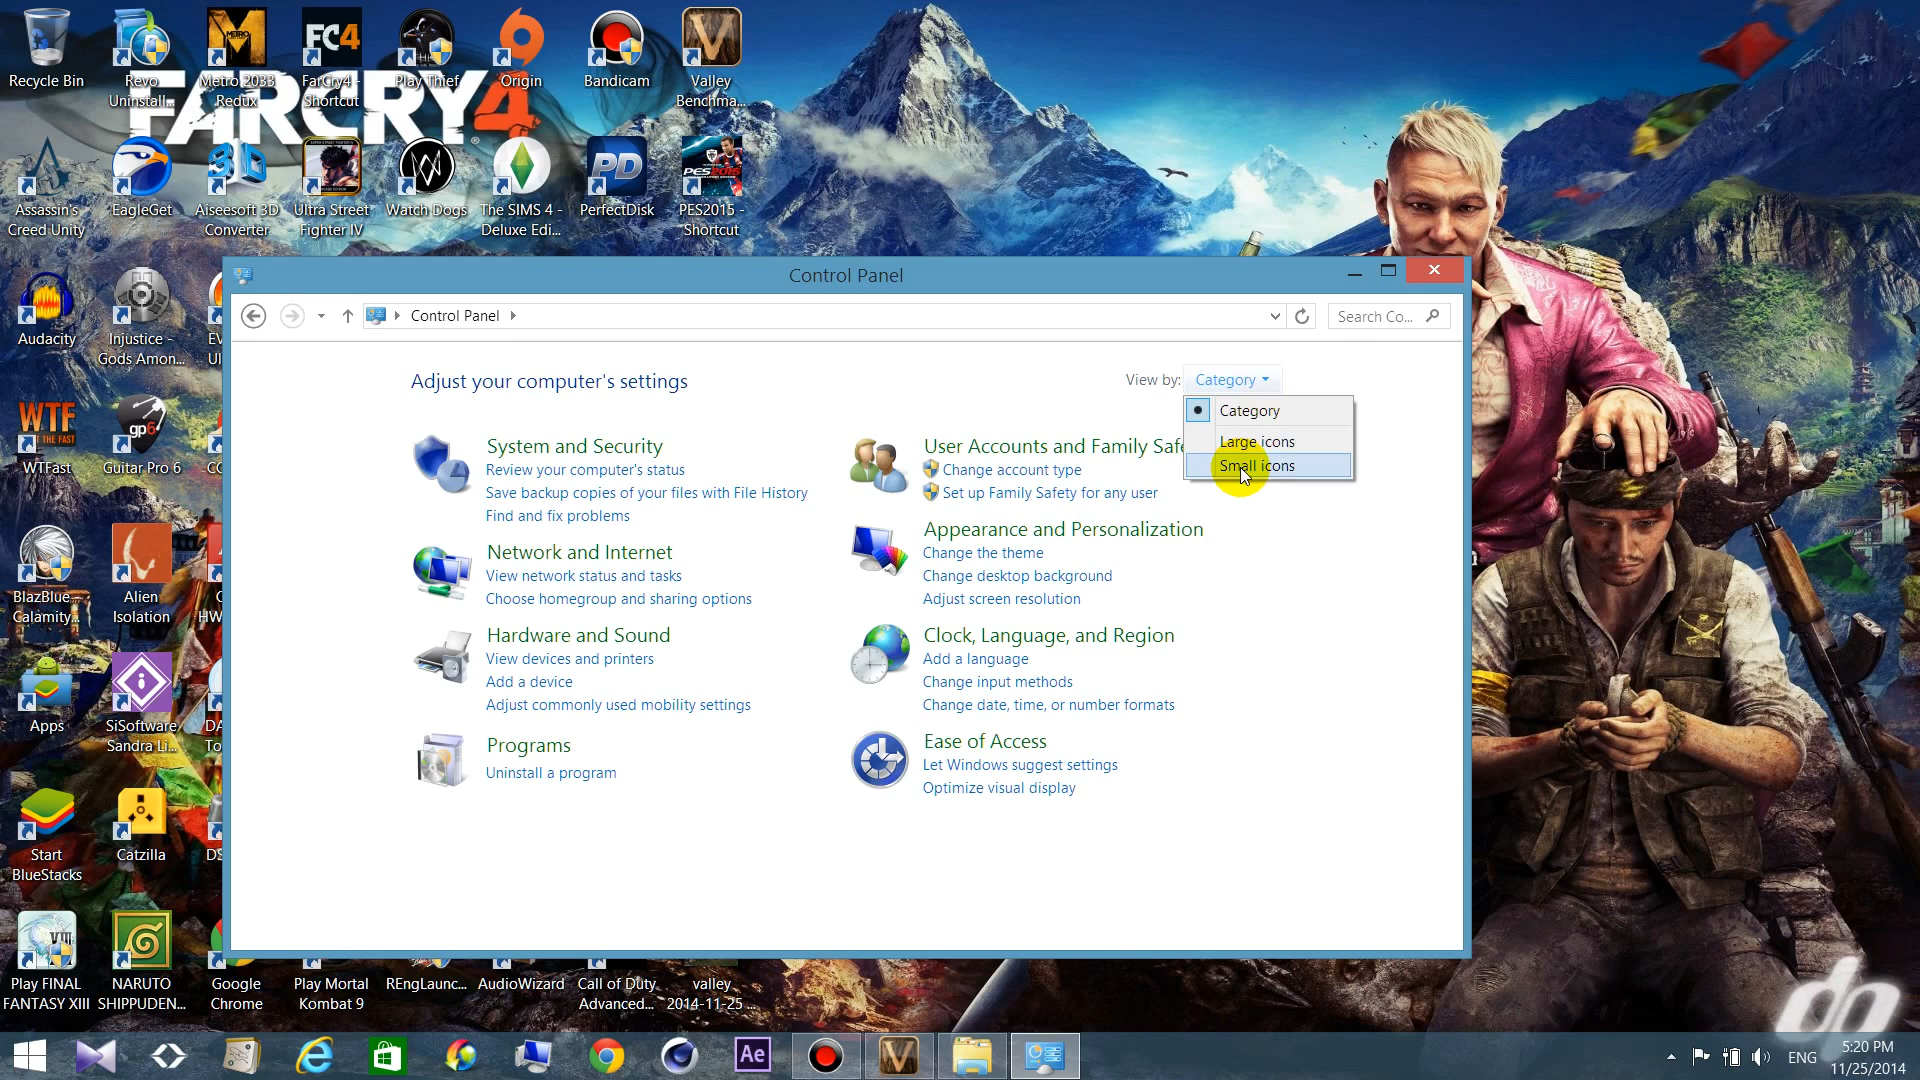 Recycle Bin
Revo
Uninstall...
Metro 2033
Redux
FC4
FarCry4 -
Shortcut
Play Thief
Origin
Bandicam
Valley
Benchma...
FARCRY 4
Assassin's
Creed Unity
EagleGet
3D
Aiseesoft 3D
Converter
Ultra Street
Fighter IV
Watch Dogs
The SIMS 4 -
Deluxe Edi...
PD
PerfectDisk
PES2015
PES2015 -
Shortcut
Control Panel
Audacity
Injustice -
Gods Amon...
Control Panel
Search Co...
Adjust your computer's settings
View by:
Category
Category
Large icons
Small icons
System and Security
Review your computer's status
Save backup copies of your files with File History
Find and fix problems
User Accounts and Family Safe
Change account type
Set up Family Safety for any user
Network and Internet
View network status and tasks
Choose homegroup and sharing options
Appearance and Personalization
Change the theme
Change desktop background
Adjust screen resolution
Hardware and Sound
View devices and printers
Add a device
Adjust commonly used mobility settings
Clock, Language, and Region
Add a language
Change input methods
Change date, time, or number formats
Programs
Uninstall a program
Ease of Access
Let Windows suggest settings
Optimize visual display
WTF
WTFast
gp6
Guitar Pro 6
BlazBlue
Calamity...
Alien
Isolation
HW
Apps
SiSoftware
Sandra Li...
Start
BlueStacks
Catzilla
Play FINAL
FANTASY XIII
NARUTO
SHIPPUDEN...
Google
Chrome
Play Mortal
Kombat 9
REngLaunc...
AudioWizard
Call of Duty
Advanced...
valley
2014-11-25 ...
Ae
ENG
5:20 PM
11/25/2014